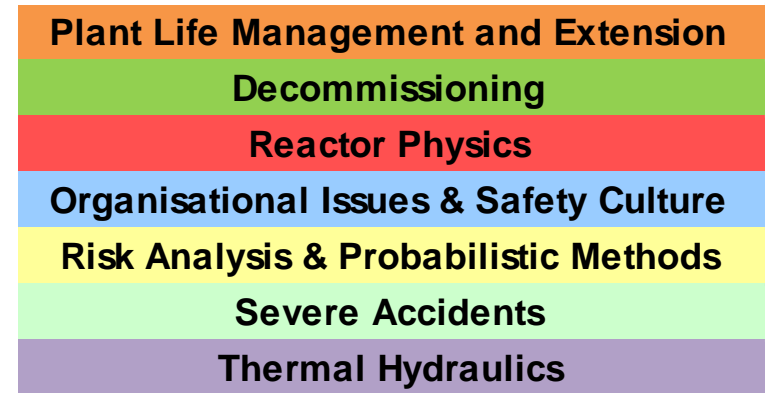 Plant Life Management and Extension
Decommissioning
Reactor Physics
Organisational Issues & Safety Culture
Risk Analysis & Probabilistic Methods
Severe Accidents
Thermal Hydraulics